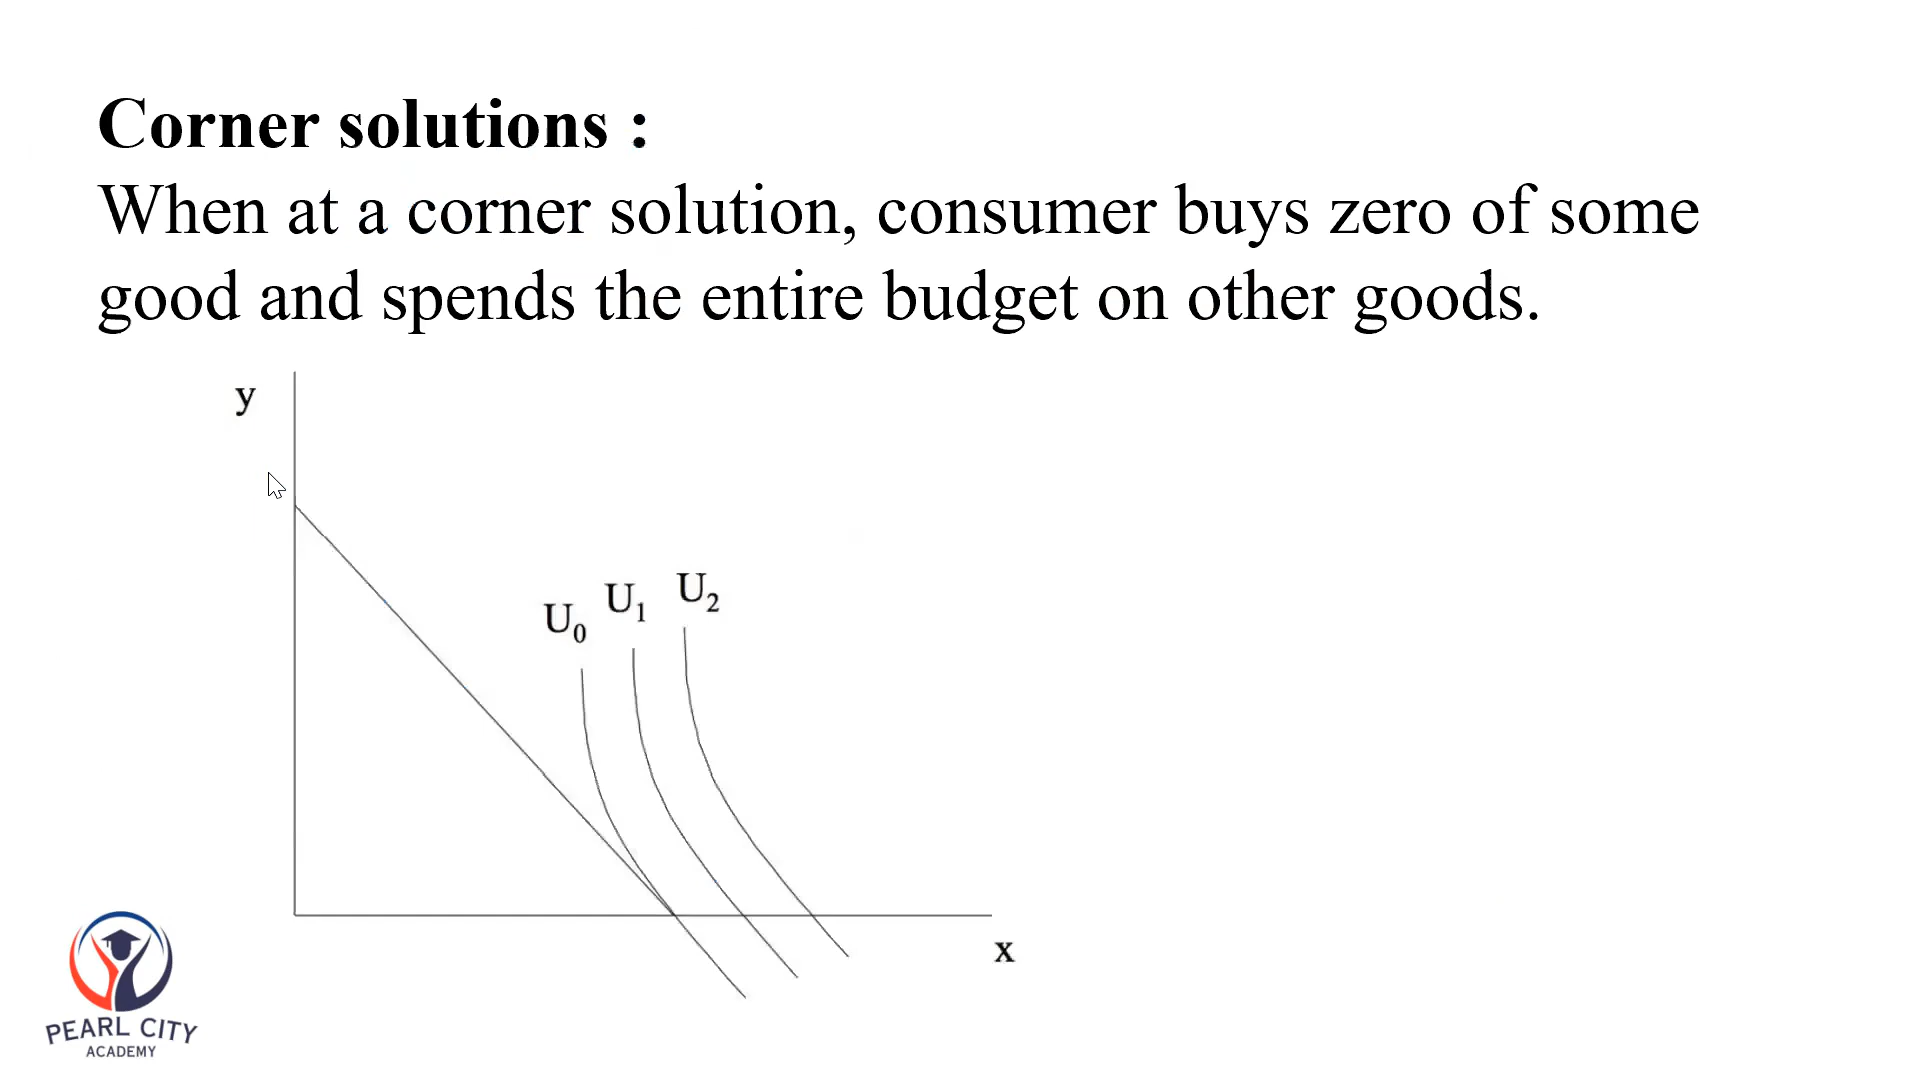 Corner solutions :
When at a corner solution, consumer buys zero of some
good and spends the entire budget on other goods.
y
U₀ U₁ U₂
x
PEARL CITY
ACADEMY